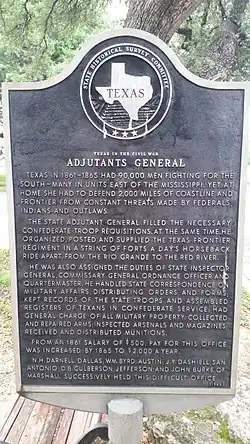 STATE HISTORICAL SURVEY COMMITTEE
TEXAS
TEXAS IN THE CIVIL WAR
ADJUTANTS GENERAL
TEXAS IN 1861-1865 HAD 90,000 MEN FIGHTING FOR THE
SOUTH—MANY IN UNITS EAST OF THE MISSISSIPPI. YET AT
HOME SHE HAD TO DEFEND 2,000 MILES OF COASTLINE AND
FRONTIER FROM CONSTANT THREATS MADE BY FEDERALS
INDIANS AND OUTLAWS.
THE STATE ADJUTANT GENERAL FILLED THE NECESSARY
CONFEDERATE TROOP REQUISITIONS. AT THE SAME TIME, HE
ORGANIZED, POSTED AND SUPPLIED THE TEXAS FRONTIER
REGIMENT IN A STRING OF FORTS A DAY'S HORSEBACK
RIDE APART, FROM THE RIO GRANDE TO THE RED RIVER.
HE WAS ALSO ASSIGNED THE DUTIES OF STATE INSPECTOR
GENERAL, COMMISSARY GENERAL, ORDNANCE OFFICER AND
QUARTERMASTER. HE HANDLED STATE CORRESPONDENCE ON
MILITARY AFFAIRS, DISTRIBUTING ORDERS AND FORMS.
KEPT RECORDS OF THE STATE TROOPS AND ASSEMBLED
REGISTERS OF TEXANS IN CONFEDERATE SERVICE. HAD
GENERAL CHARGE OF ALL MILITARY PROPERTY; COLLECTED
AND REPAIRED ARMS; INSPECTED ARSENALS AND MAGAZINES
RECEIVED AND DISTRIBUTED MUNITIONS.
FROM AN 1861 SALARY OF $500, PAY FOR THIS OFFICE
WAS INCREASED BY 1865 TO $2,000 A YEAR.
N.H. DARNELL, DALLAS, WM. BYRD, AUSTIN, J.Y. DASHIELL, SAN
ANTONIO, D.B. CULBERSON, JEFFERSON AND JOHN BURKE OF
MARSHALL SUCCESSIVELY HELD THIS DIFFICULT OFFICE.